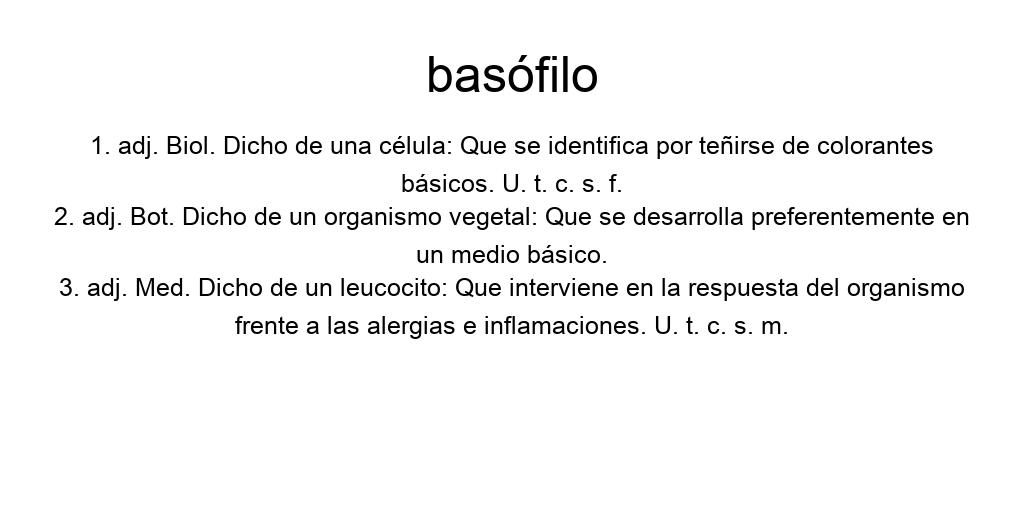 basófilo
1. adj. Biol. Dicho de una célula: Que se identifica por teñirse de colorantes
básicos. U. t. c. s. f.
2. adj. Bot. Dicho de un organismo vegetal: Que se desarrolla preferentemente en
un medio básico.
3. adj. Med. Dicho de un leucocito: Que interviene en la respuesta del organismo
frente a las alergias e inflamaciones. U. t. c. s. m.